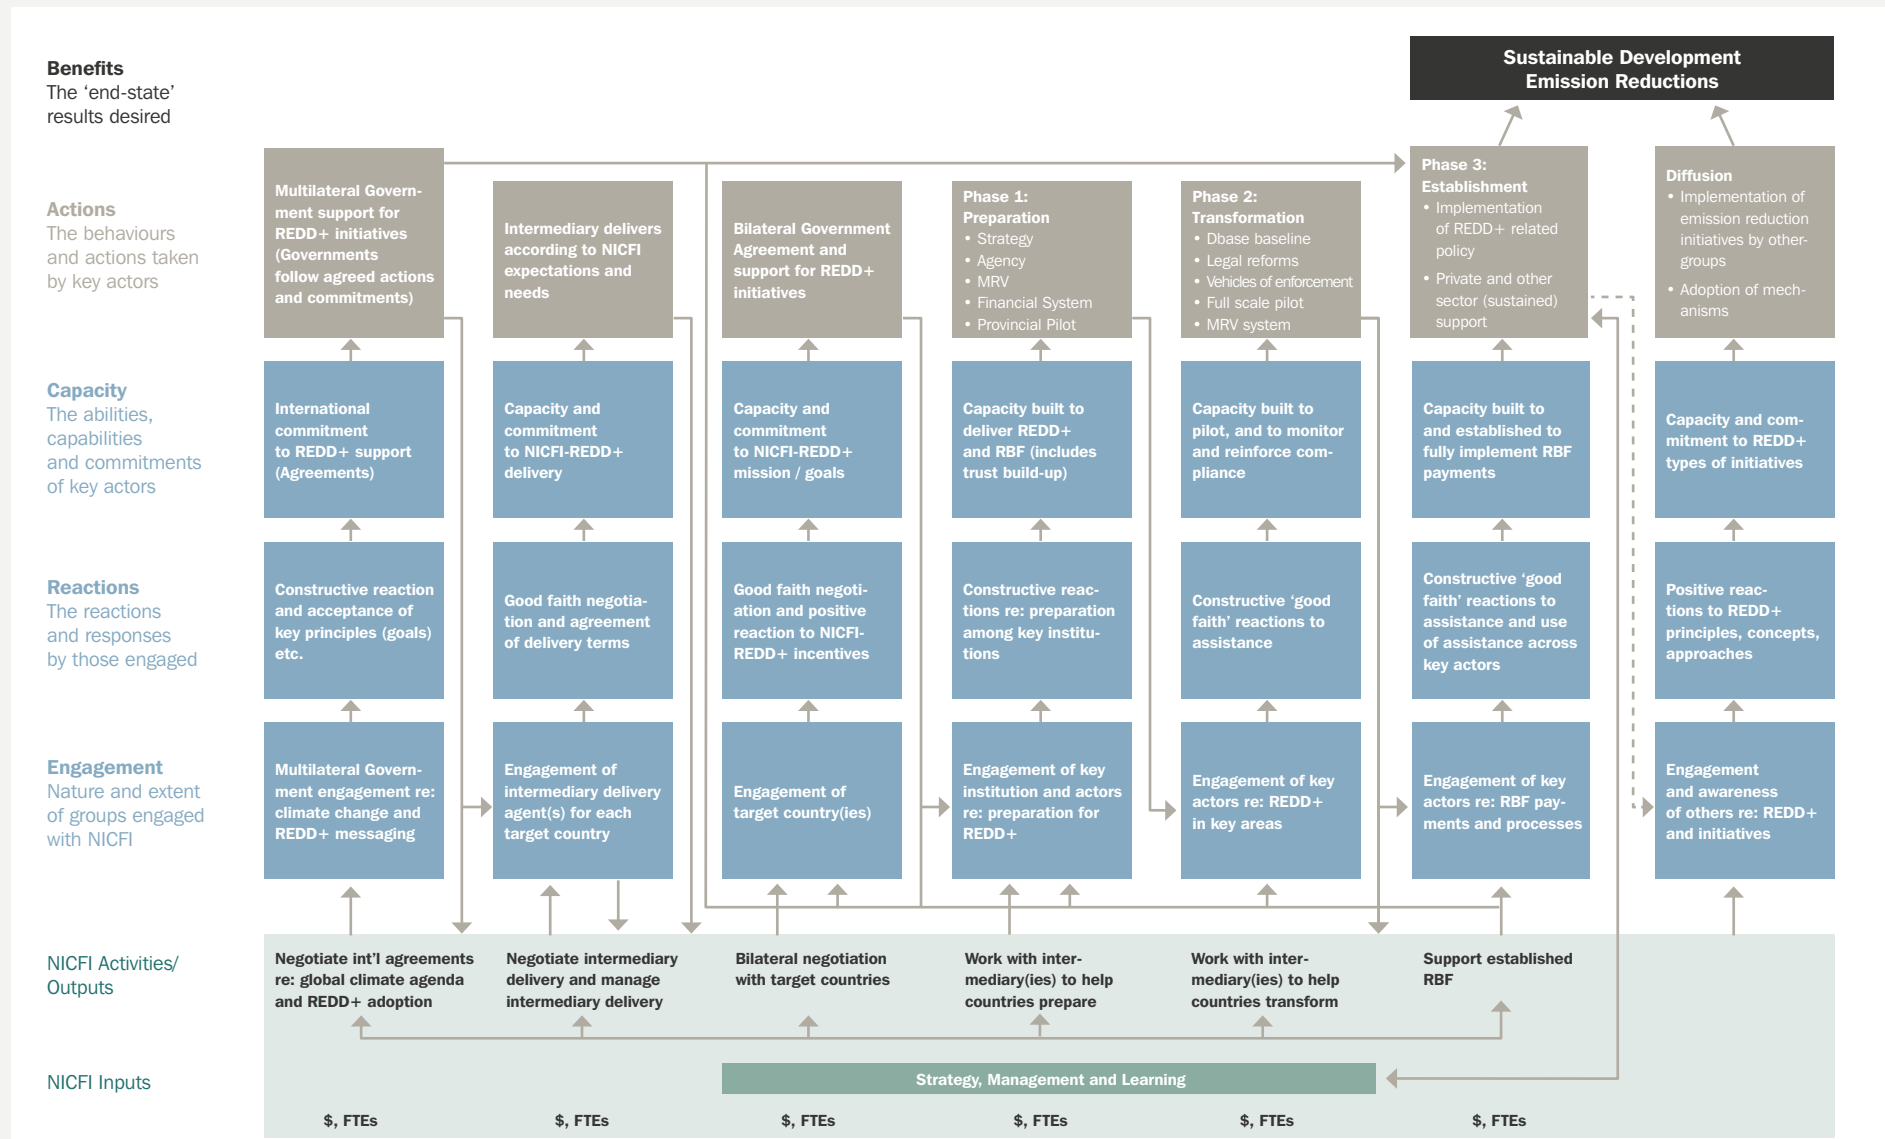 Sustainable Development
Emission Reductions
Benefits
The ‘end-state’
results desired
Actions
The behaviours
and actions taken
by key actors
Multilateral Govern-
ment support for
REDD+ initiatives
(Governments
follow agreed actions
and commitments)
Intermediary delivers
according to NICFI
expectations and
needs
Bilateral Government
Agreement and
support for REDD+
initiatives
Phase 1:
Preparation
• Strategy
• Agency
• MRV
• Financial System
• Provincial Pilot
Phase 2:
Transformation
• Dbase baseline
• Legal reforms
• Vehicles of enforcement
• Full scale pilot
• MRV system
Phase 3:
Establishment
• Implementation
of REDD+ related
policy
• Private and other
sector (sustained)
support
Diffusion
• Implementation of
emission reduction
initiatives by other-
groups
• Adoption of mech-
anisms
Capacity
The abilities,
capabilities
and commitments
of key actors
International
commitment
to REDD+ support
(Agreements)
Capacity and
commitment
to NICFI-REDD+
delivery
Capacity and
commitment
to NICFI-REDD+
mission / goals
Capacity built to
deliver REDD+
and RBF (includes
trust build-up)
Capacity built to
pilot, and to monitor
and reinforce com-
pliance
Capacity built to
and established to
fully implement RBF
payments
Capacity and com-
mitment to REDD+
types of initiatives
Reactions
The reactions
and responses
by those engaged
Constructive reaction
and acceptance of
key principles (goals)
etc.
Good faith negotia-
tion and agreement
of delivery terms
Good faith negoti-
ation and positive
reaction to NICFI-
REDD+ incentives
Constructive reac-
tions re: preparation
among key institu-
tions
Constructive ‘good
faith’ reactions to
assistance
Constructive ‘good
faith’ reactions to
assistance and use
of assistance across
key actors
Positive reac-
tions to REDD+
principles, concepts,
approaches
Engagement
Nature and extent
of groups engaged
with NICFI
Multilateral Govern-
ment engagement re:
climate change and
REDD+ messaging
Engagement of
intermediary delivery
agent(s) for each
target country
Engagement of
target country(ies)
Engagement of key
institution and actors
re: preparation for
REDD+
Engagement of key
actors re: REDD+
in key areas
Engagement of key
actors re: RBF pay-
ments and processes
Engagement
and awareness
of others re: REDD+
and initiatives
NICFI Activities/
Outputs
Negotiate int’l agreements
re: global climate agenda
and REDD+ adoption
Negotiate intermediary
delivery and manage
intermediary delivery
Bilateral negotiation
with target countries
Work with inter-
mediary(ies) to help
countries prepare
Work with inter-
mediary(ies) to help
countries transform
Support established
RBF
NICFI Inputs
Strategy, Management and Learning
$, FTEs
$, FTEs
$, FTEs
$, FTEs
$, FTEs
$, FTEs